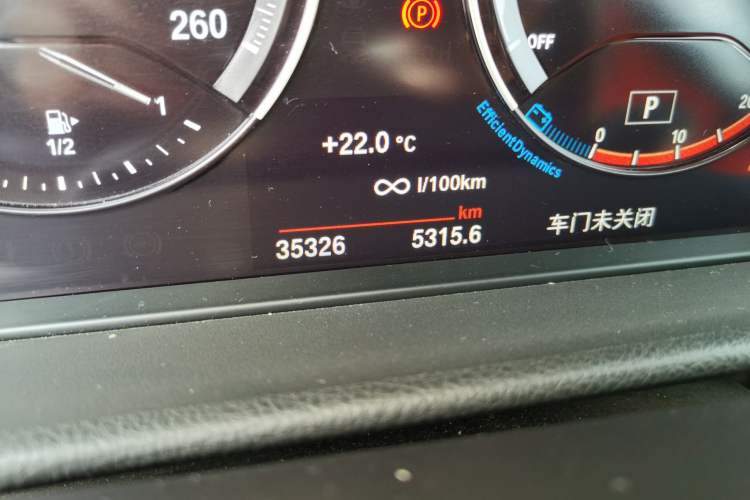 260
P
OFF
1
1/2
+22.0 °C
∞ l/100km
km
35326 5315.6
EfficientDynamics
P
0 10 20
车门未关闭